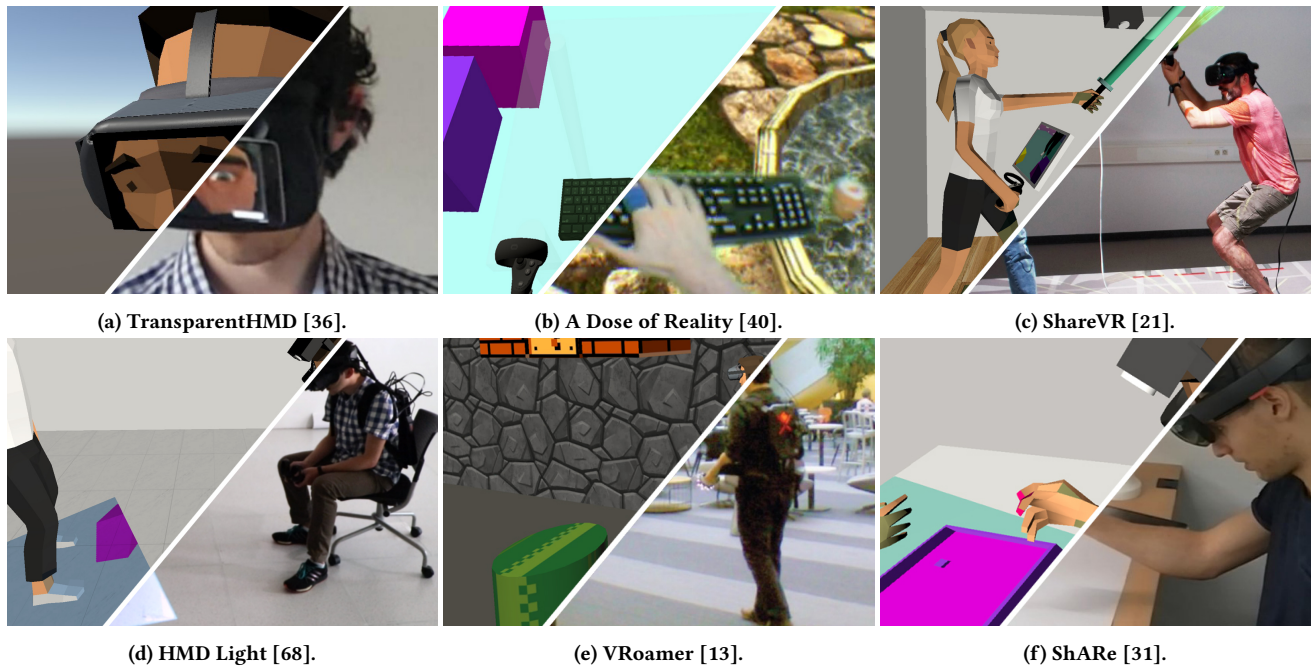 (a) TransparentHMD [36].
(b) A Dose of Reality [40].
(c) ShareVR [21].
(d) HMD Light [68].
(e) VRoamer [13].
(f) ShARe [31].